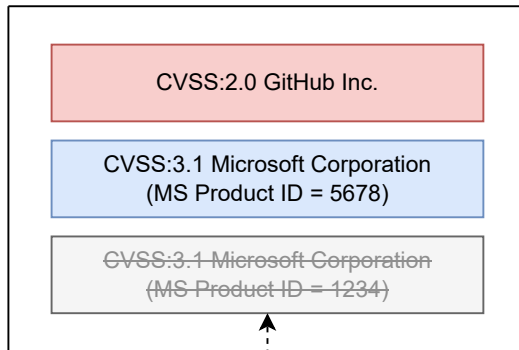 CVSS:2.0 GitHub Inc.
CVSS:3.1 Microsoft Corporation
(MS Product ID = 5678)
CVSS:3.1 Microsoft Corporation
(MS Product ID = 1234)